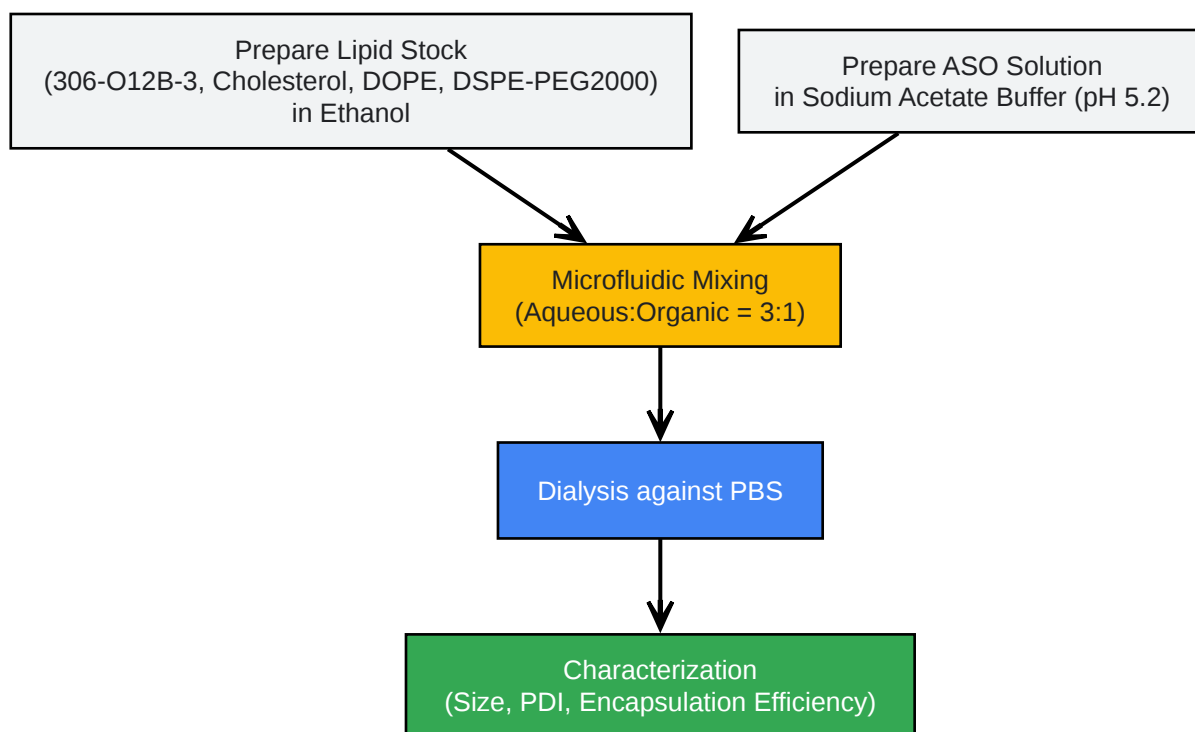 Prepare Lipid Stock
(306-O12B-3, Cholesterol, DOPE, DSPE-PEG2000)
in Ethanol
Prepare ASO Solution
in Sodium Acetate Buffer (pH 5.2)
Microfluidic Mixing
(Aqueous:Organic = 3:1)
Dialysis against PBS
Characterization
(Size, PDI, Encapsulation Efficiency)